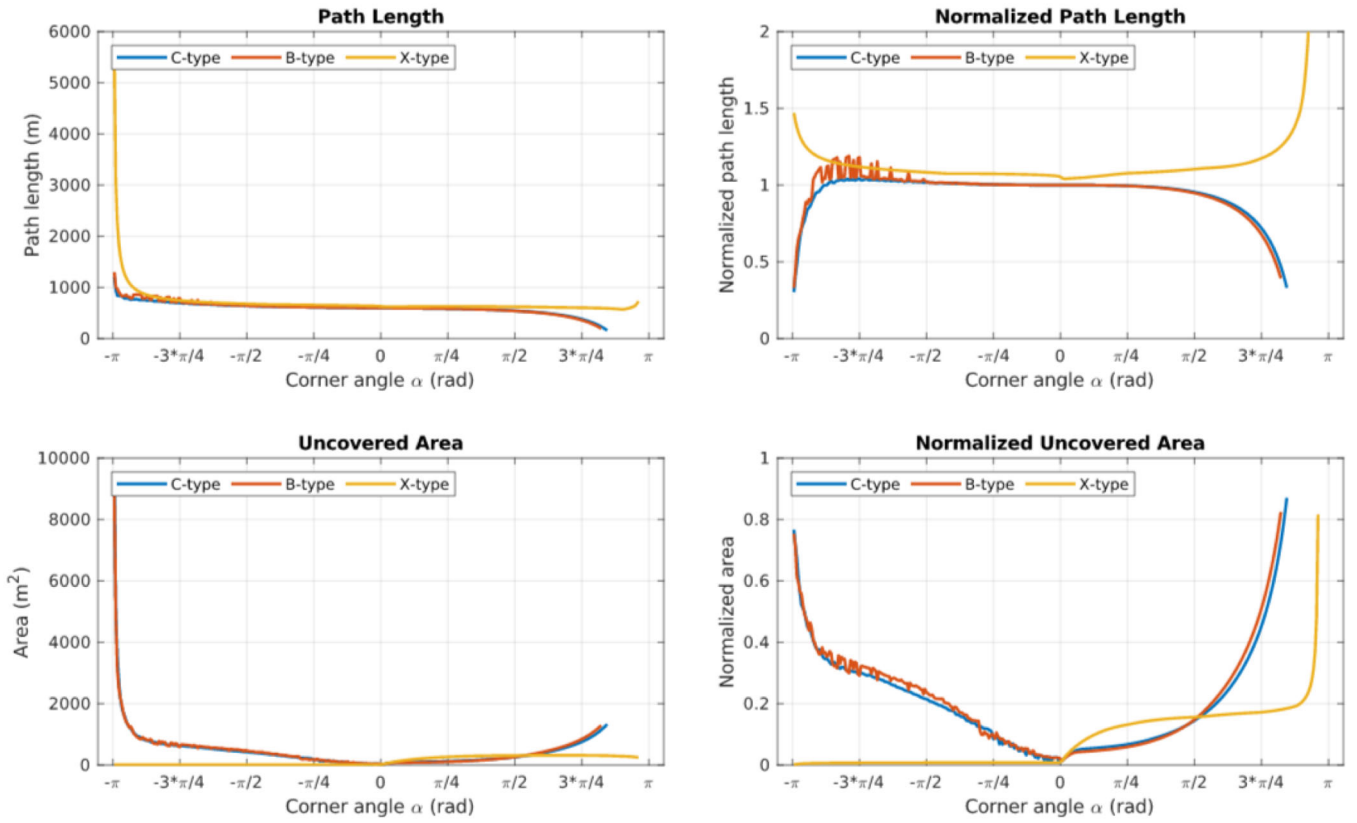 Path Length
6000
5000
4000
3000
2000
1000
0
Path length (m)
C-type B-type X-type
-π -3*π/4 -π/2 -π/4 0 π/4 π/2 3*π/4 π
Corner angle α (rad)
Normalized Path Length
2
1.5
1
0.5
0
Normalized path length
C-type B-type X-type
-π -3*π/4 -π/2 -π/4 0 π/4 π/2 3*π/4 π
Corner angle α (rad)
Uncovered Area
10000
8000
6000
4000
2000
0
Area (m²)
C-type B-type X-type
-π -3*π/4 -π/2 -π/4 0 π/4 π/2 3*π/4 π
Corner angle α (rad)
Normalized Uncovered Area
1
0.8
0.6
0.4
0.2
0
Normalized area
C-type B-type X-type
-π -3*π/4 -π/2 -π/4 0 π/4 π/2 3*π/4 π
Corner angle α (rad)